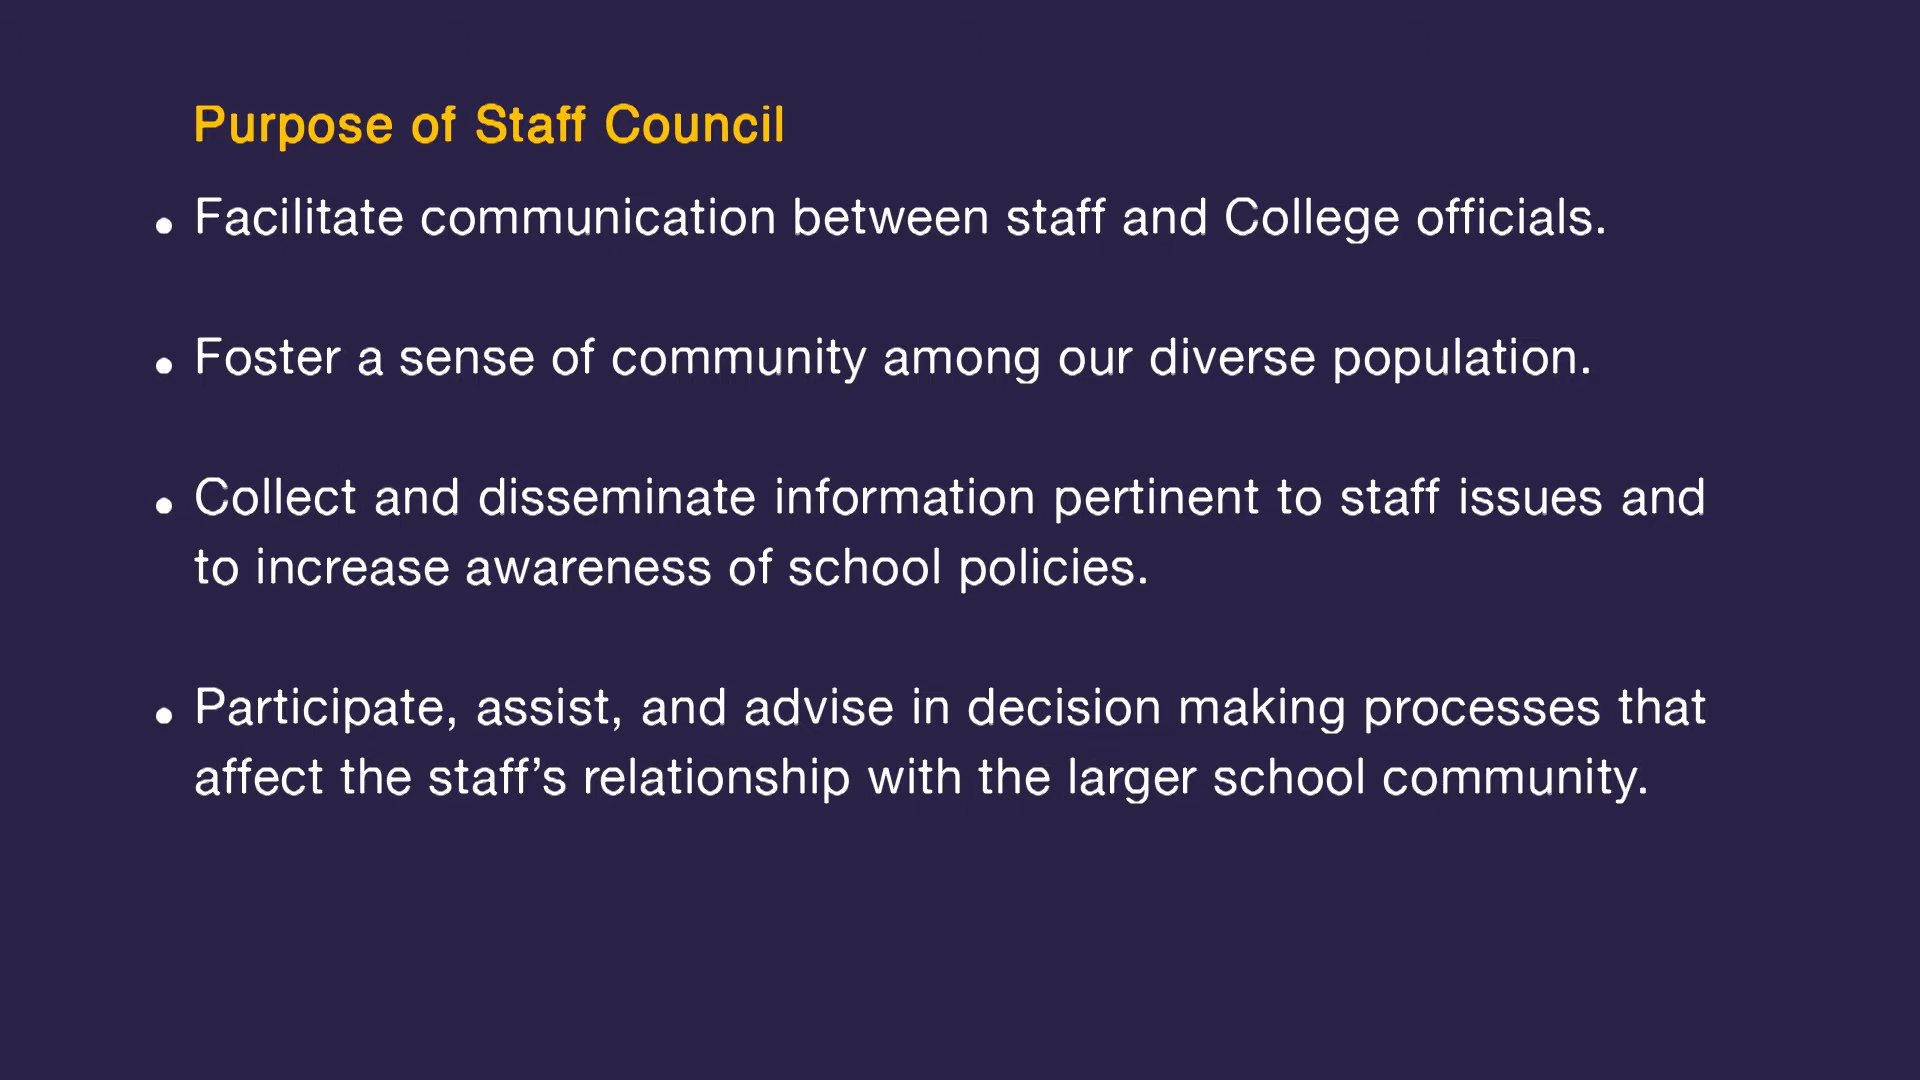 Purpose of Staff Council
• Facilitate communication between staff and College officials.
• Foster a sense of community among our diverse population.
• Collect and disseminate information pertinent to staff issues and
to increase awareness of school policies.
• Participate, assist, and advise in decision making processes that
affect the staff’s relationship with the larger school community.